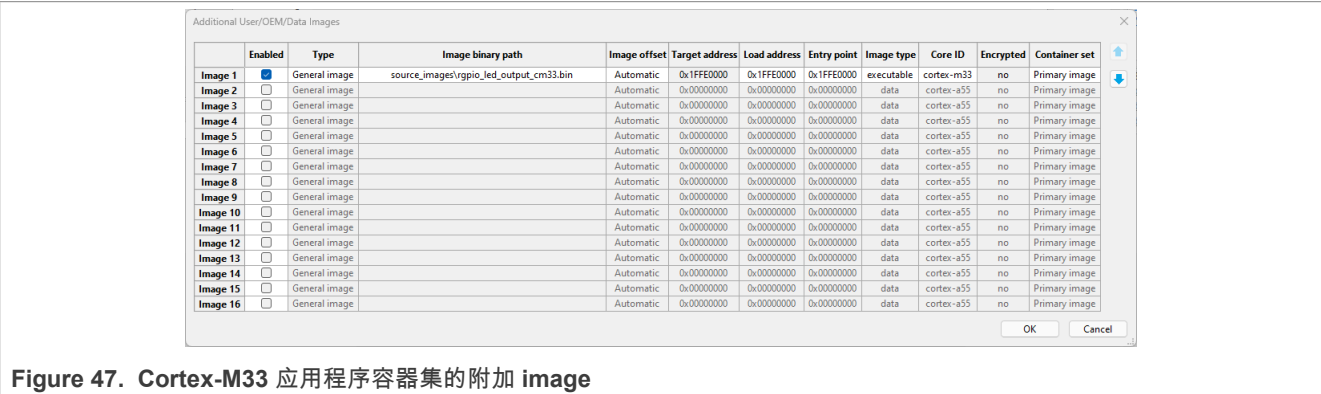 Additional User/OEM/Data Images
Enabled Type Image binary path Image offset Target address Load address Entry point Image type Core ID Encrypted Container set
Image 1 General image source_images\rgpio_led_output_cm33.bin Automatic 0x1FFE0000 0x1FFE0000 0x1FFE0000 executable cortex-m33 no Primary image
Image 2 General image Automatic 0x00000000 0x00000000 0x00000000 data cortex-a55 no Primary image
Image 3 General image Automatic 0x00000000 0x00000000 0x00000000 data cortex-a55 no Primary image
Image 4 General image Automatic 0x00000000 0x00000000 0x00000000 data cortex-a55 no Primary image
Image 5 General image Automatic 0x00000000 0x00000000 0x00000000 data cortex-a55 no Primary image
Image 6 General image Automatic 0x00000000 0x00000000 0x00000000 data cortex-a55 no Primary image
Image 7 General image Automatic 0x00000000 0x00000000 0x00000000 data cortex-a55 no Primary image
Image 8 General image Automatic 0x00000000 0x00000000 0x00000000 data cortex-a55 no Primary image
Image 9 General image Automatic 0x00000000 0x00000000 0x00000000 data cortex-a55 no Primary image
Image 10 General image Automatic 0x00000000 0x00000000 0x00000000 data cortex-a55 no Primary image
Image 11 General image Automatic 0x00000000 0x00000000 0x00000000 data cortex-a55 no Primary image
Image 12 General image Automatic 0x00000000 0x00000000 0x00000000 data cortex-a55 no Primary image
Image 13 General image Automatic 0x00000000 0x00000000 0x00000000 data cortex-a55 no Primary image
Image 14 General image Automatic 0x00000000 0x00000000 0x00000000 data cortex-a55 no Primary image
Image 15 General image Automatic 0x00000000 0x00000000 0x00000000 data cortex-a55 no Primary image
Image 16 General image Automatic 0x00000000 0x00000000 0x00000000 data cortex-a55 no Primary image
OK Cancel
Figure 47. Cortex-M33 应用程序容器集的附加 image